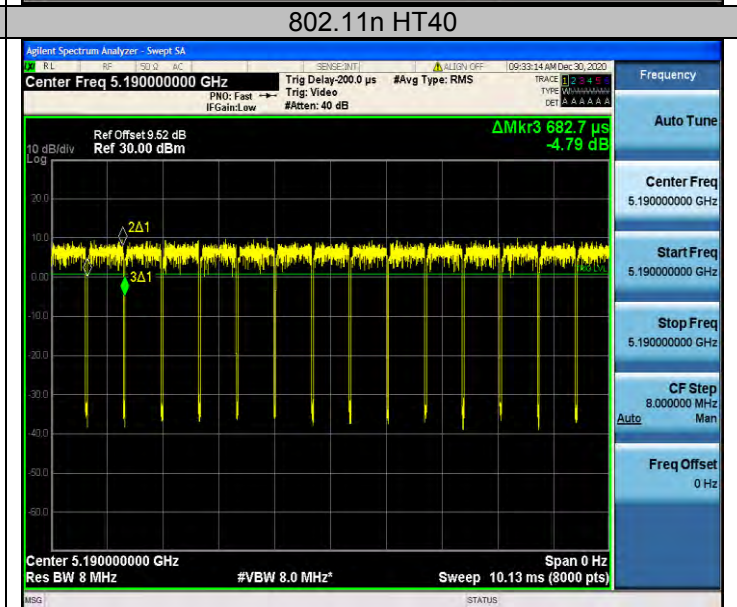 802.11n HT40
Agilent Spectrum Analyzer - Swept SA
RL RF 50 Ω AC SENSE:INT ALIGN OFF 09:33:14 AM Dec 30, 2020
Center Freq 5.190000000 GHz
PNO: Fast
IFGain:Low
Trig Delay-200.0 µs
Trig: Video
#Atten: 40 dB
#Avg Type: RMS
TRACE 1 2 3 4 5 6
TYPE
DET A A A A A A
Frequency
Ref Offset 9.52 dB
Ref 30.00 dBm
10 dB/div
Log
ΔMkr3 682.7 µs
-4.79 dB
20.0
10.0
0.00
-10.0
-20.0
-30.0
-40.0
-50.0
-60.0
2Δ1
3Δ1
Auto Tune
Center Freq
5.190000000 GHz
Start Freq
5.190000000 GHz
Stop Freq
5.190000000 GHz
CF Step
8.000000 MHz
Auto Man
Freq Offset
0 Hz
Center 5.190000000 GHz Span 0 Hz
Res BW 8 MHz #VBW 8.0 MHz* Sweep 10.13 ms (8000 pts)
MSG STATUS